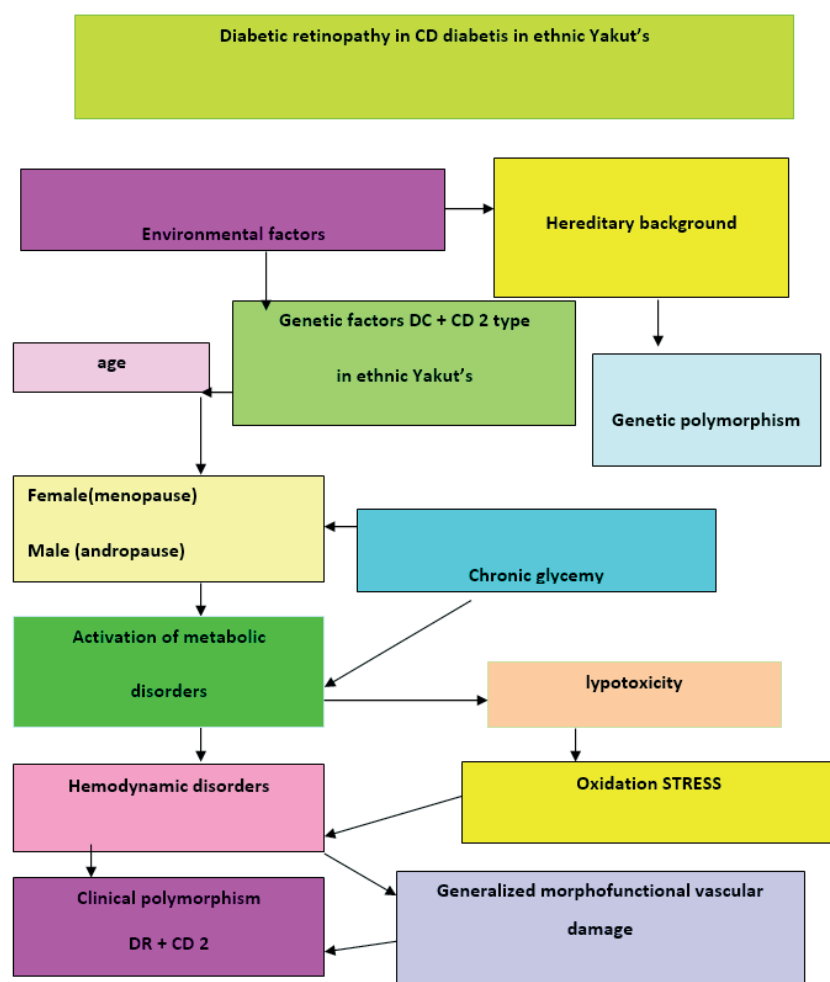 Diabetic retinopathy in CD diabetis in ethnic Yakut’s
Environmental factors
Hereditary background
Genetic factors DC + CD 2 type
in ethnic Yakut’s
age
Genetic polymorphism
Female(menopause)
Male (andropause)
Chronic glycemy
Activation of metabolic
disorders
lypotoxicity
Hemodynamic disorders
Oxidation STRESS
Clinical polymorphism
DR + CD 2
Generalized morphofunctional vascular
damage